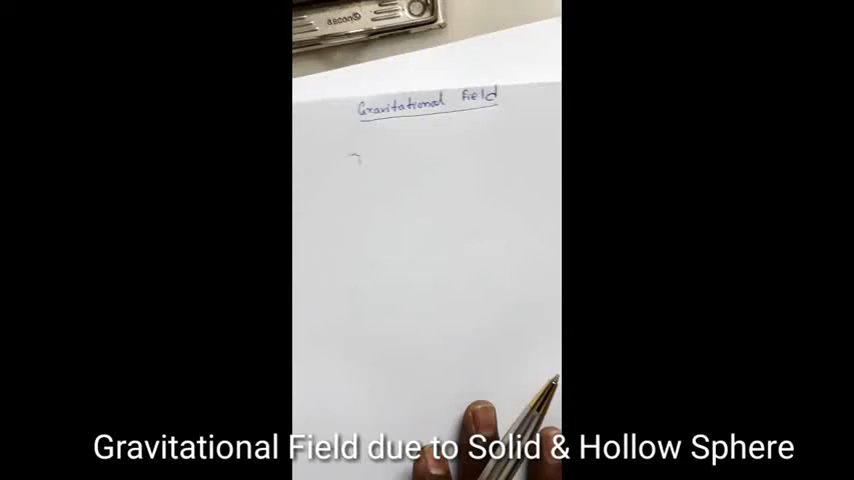 Gravitational Field
Gravitational Field due to Solid & Hollow Sphere